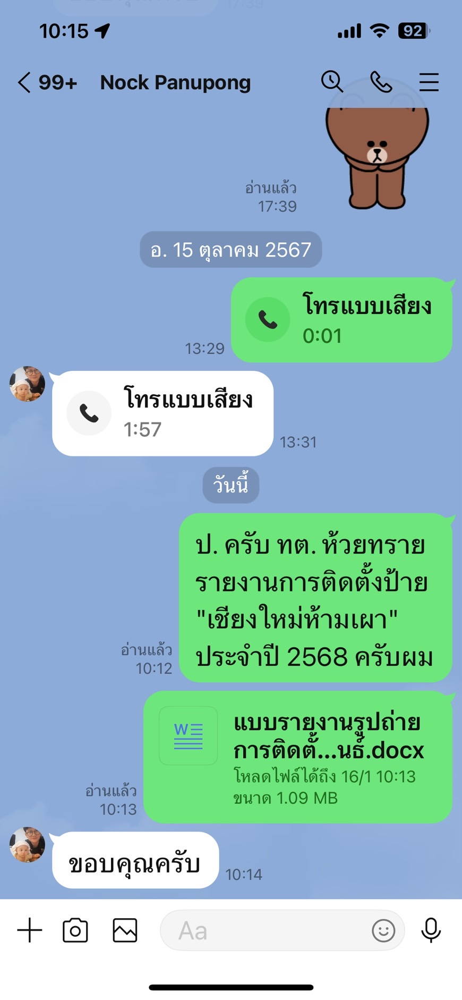 17:39
10:15
92
99+ Nock Panupong
อ่านแล้ว
17:39
อ. 15 ตุลาคม 2567
โทรแบบเสียง
0:01
13:29
โทรแบบเสียง
1:57
13:31
วันนี้
ป. ครับ ทต. ห้วยทราย
รายงานการติดตั้งป้าย
"เชียงใหม่ห้ามเผา"
ประจำปี 2568 ครับผม
อ่านแล้ว
10:12
W
แบบรายงานรูปถ่าย
การติดตั้...นธ์.docx
โหลดไฟล์ได้ถึง 16/1 10:13
ขนาด 1.09 MB
อ่านแล้ว
10:13
ขอบคุณครับ
10:14
Aa